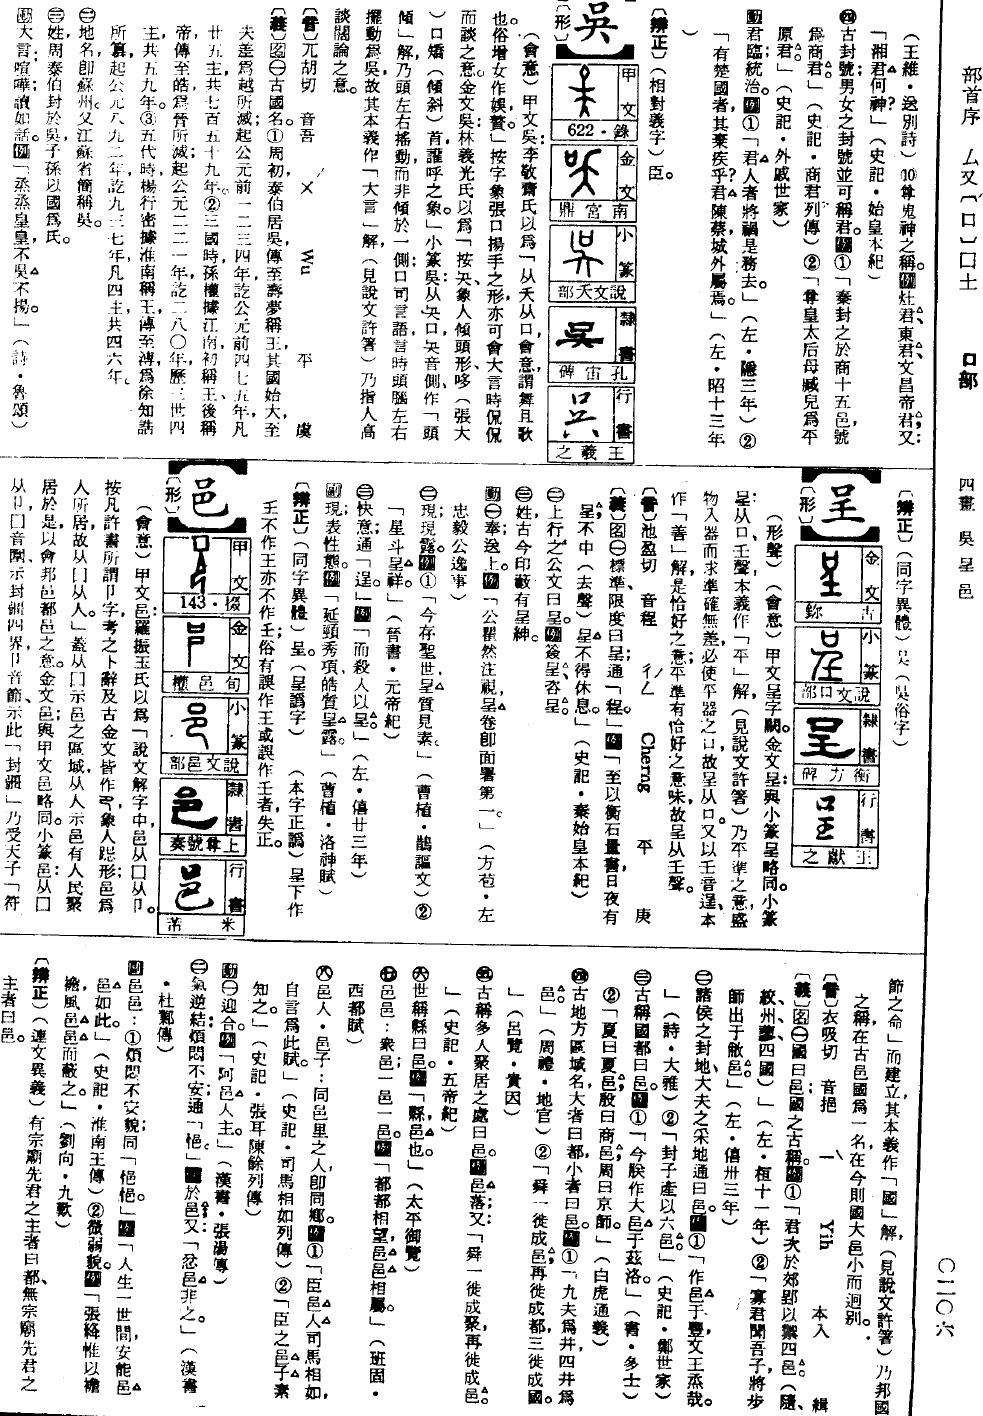 部首序 厶又〔口〕囗土 口部 四畫 吳呈邑 〇二〇六
（王維・送別詩）⑽尊鬼神之稱。例灶君、東君、文昌帝君；又：
「湘君何神？」（史記・始皇本紀）
㈣古封號男女之封號並可稱君。例①「秦封之於商十五邑，號
為商君。」（史記・商君列傳）②「尊皇太后母臧兒為平
原君。」（史記・外戚世家）
動君臨統治。例①「君人者將禍是務去。」（左・隱三年）②
「有楚國者，其棄疾乎？君陳蔡，城外屬焉。」（左・昭十三年
）
〔辨正〕（相對義字）臣。
吳
〔形〕
甲文 622・錄
金文 南宮鼎
小篆 說文夭部
隸書 孔宙碑
行書 王羲之
（會意）甲文吳李敬齋氏以為「从夭从口會意，謂舞且歌
也。俗增女作娛。贅」按字象張口揚手之形，亦可會大言時侃侃
而談之意。金文吳林義光氏以為「按夨象人傾頭形，哆（張大
）口矯（傾斜）首，讙呼之象。」小篆吳从夨口，夨音側，作「頭
傾」解，乃頭左右搖動而非傾於一側；口司言語，言時頭腦左右
擺動為吳，故其本義作「大言」解（見說文許箸）乃指人高
談闊論之意。
〔音〕兀胡切 音吾 ㄨˊ Wu 平 虞
〔義〕名㈠古國名。①周初，泰伯居吳，傳至壽夢稱王，其國始大，至
夫差為越所滅；起公元前一二三四年，訖公元前四七五年，凡
廿五主，共七百五十九年。②三國時孫權據江南，初稱王，後稱
帝，傳至皓為晉所滅；起公元二二一年，訖二八〇年，歷三世四
主，共五九年。③五代時楊行密據淮南稱王，傳至溥，為徐知誥
所篡；起公元八九二年，訖九三七年，凡四主，共四六年。
㈡地名即蘇州；又江蘇省簡稱吳。
㈢姓周泰伯封於吳，子孫以國為氏。
動大言喧嘩，讀如話。例「烝烝皇皇，不吳不揚。」（詩・魯頌）
〔辨正〕（同字異體）吴（吳俗字）
呈
〔形〕
金文 古鉨
小篆 說文口部
隸書 衡方碑
行書 王獻之
（形聲）（會意）甲文呈字闕。金文呈：與小篆呈略同。小篆
呈从口，𡈼聲，本義作「平」解（見說文許箸）乃平準之意，盛
物入器而求準確無差，必使平器之口，故呈从口。又以𡈼音逞，本
作「善」解，是恰好之意，平準有恰好之意味，故呈从𡈼聲。
〔音〕池盈切 音程 ㄔㄥˊ Cherng 平 庚
〔義〕名㈠標準、限度曰呈；通「程。」例「至以衡石量書，日夜有
呈，不中（去聲）呈不得休息。」（史記・秦始皇本紀）
㈡上行之公文曰呈。例簽呈、咨呈。
㈢姓古今印藪有呈紳。
動㈠奉送上。例「公瞿然注視，呈卷，即面署第一。」（方苞・左
忠毅公逸事）
㈡現、現露。例①「今存聖世，呈質見素。」（曹植・鷂謳文）②
「星斗呈祥。」（晉書・元帝紀）
㈢快意通「逞。」例「而殺人以呈。」（左・僖廿三年）
副現表性態。例「延頸秀項，皓質呈露。」（曹植・洛神賦）
〔辨正〕（同字異體）呈。（呈譌字）（本字正譌）呈下作
𡈼不作王，亦不作壬；俗有誤作王或誤作壬者失正。
邑
〔形〕
甲文 143・掇
金文 邑旬
小篆 說文邑部
隸書 上尊號奏
行書 米芾
（會意）甲文邑羅振玉氏以為「說文解字中，邑从囗从卩。
按凡許書所謂卩字，考之卜辭及古金文皆作，象人跽形，邑為
人所居，故从囗从人。」蓋从囗示邑之區域，从人示邑有人民聚
居於是，以會邦邑都邑之意。金文邑與甲文邑略同。小篆邑从囗
从卩，囗音圍，示封疆四界；卩音節，示此「封疆」乃受天子「符
節之命」而建立，其本義作「國」解（見說文許箸）乃邦國
之稱，在古邑國為一名，在今則國大邑小而迥別。
〔音〕衣吸切 音挹 ㄧˋ Yih 本入 緝
〔義〕名㈠國曰邑；國之古稱。例①「君次於郊郢，以禦四邑（隨、
絞、州、蓼四國）」（左・桓十一年）②「寡君聞吾子將步
師出于敝邑。」（左・僖卅三年）
㈡諸侯之封地、大夫之采地通曰邑。例①「作邑于豐，文王烝哉。
」（詩・大雅）②「封子產以六邑。」（史記・鄭世家）
㈢古稱國都曰邑。例①「今朕作大邑于玆洛。」（書・多士）
②「夏曰夏邑，殷曰商邑，周曰京師。」（白虎通義）
㈣古地方區域名大者曰都，小者曰邑。例①「九夫為井，四井為
邑。」（周禮・地官）②「舜一徙成邑，再徙成都，三徙成國。
」（呂覽・貴因）
㈤古稱多人聚居之處曰邑。例邑落；又：「舜一徙成聚，再徙成邑
」（史記・五帝紀）
㈥世稱縣曰邑。例「縣，邑也。」（太平御覽）
㈦邑邑：眾邑；一邑一邑。例「都都相望，邑邑相屬。」（班固・
西都賦）
㈧邑人・邑子：同邑里之人，即同鄉。例①「臣邑人司馬相如，
自言為此賦。」（史記・司馬相如列傳）②「臣之邑子，素
知之。」（史記・張耳陳餘列傳）
動㈠迎合。例「阿邑人主。」（漢書・張湯傳）
㈡氣逆結、煩悶不安；通「悒。」例於邑；又：「忿邑非之。」（漢書
・杜鄴傳）
副邑邑：①煩悶不安貌；同「悒悒。」例「人生一世間，安能邑
邑如此。」（史記・淮南王傳）②微弱貌。例「張絳帷以襜
襜，風邑邑而蔽之。」（劉向・九歎）
〔辨正〕（連文異義）有宗廟先君之主者曰都，無宗廟先君之
主者曰邑。